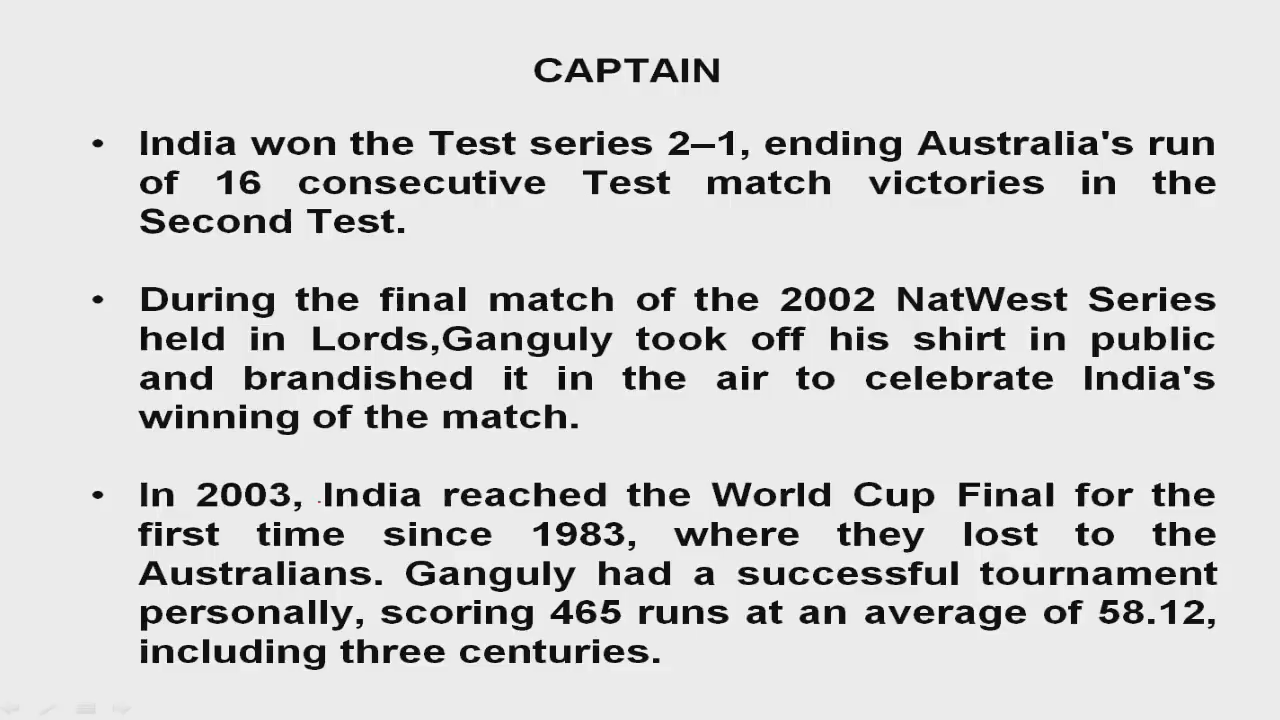 CAPTAIN
• India won the Test series 2–1, ending Australia's run
of 16 consecutive Test match victories in the
Second Test.
• During the final match of the 2002 NatWest Series
held in Lords,Ganguly took off his shirt in public
and brandished it in the air to celebrate India's
winning of the match.
• In 2003, India reached the World Cup Final for the
first time since 1983, where they lost to the
Australians. Ganguly had a successful tournament
personally, scoring 465 runs at an average of 58.12,
including three centuries.